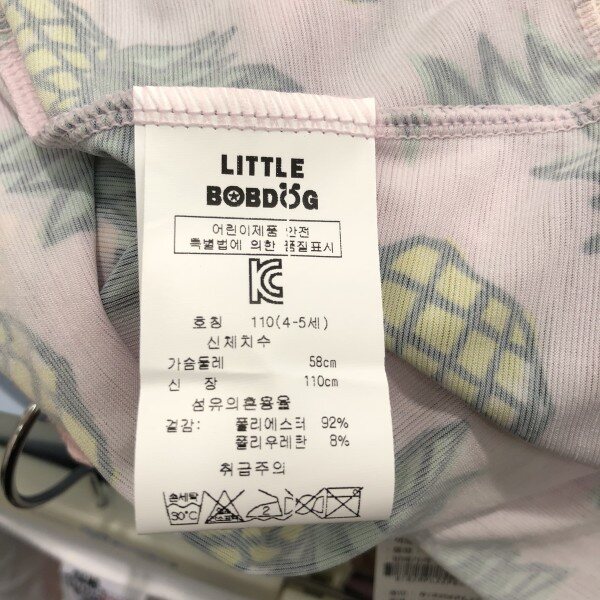 LITTLE
BOBDOG
어린이제품 안전
특별법에 의한 품질표시
KC
호칭 110(4-5세)
신체치수
가슴둘레 58cm
신 장 110cm
섬유의혼용율
겉감: 폴리에스터 92%
폴리우레탄 8%
취급주의
손세탁
30°C
2